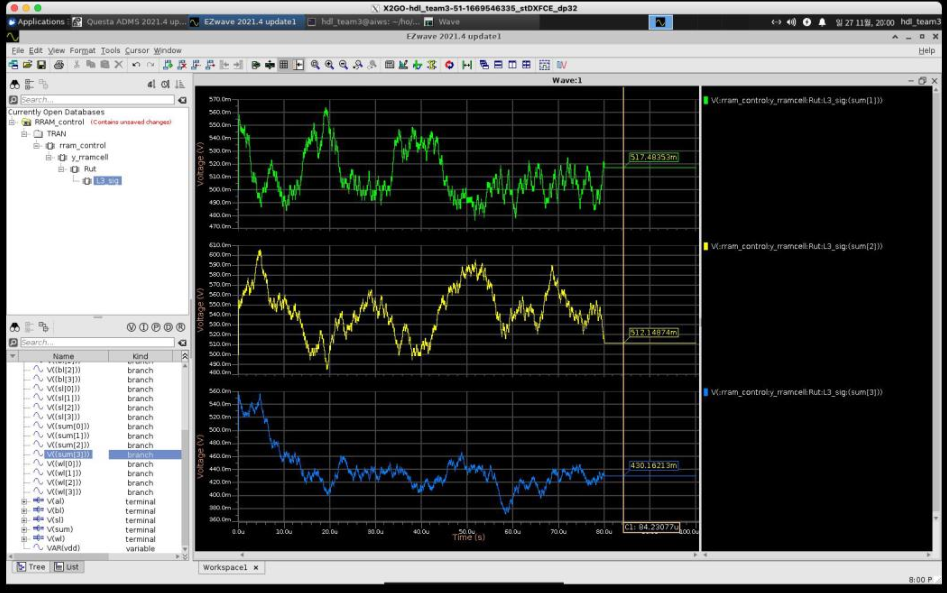 X2GO-hdl_team3-51-1669546335_stDXFCE_dp32
Applications
Questa ADMS 2021.4 up...
EZwave 2021.4 update1
hdl_team3@aiws: ~/ho/...
Wave
일 27 11월, 20:00 hdl_team3
EZwave 2021.4 update1
File Edit View Format Tools Cursor Window
Help
Search...
Currently Open Databases
RRAM_control (Contains unsaved changes)
TRAN
rram_control
y_rramcell
Rut
L3_sig
Search...
Name Kind
V((bl[2])) branch
V((bl[3])) branch
V((sl[0])) branch
V((sl[1])) branch
V((sl[2])) branch
V((sl[3])) branch
V((sum[0])) branch
V((sum[1])) branch
V((sum[2])) branch
V((sum[3])) branch
V((wl[0])) branch
V((wl[1])) branch
V((wl[2])) branch
V((wl[3])) branch
V(al) terminal
V(bl) terminal
V(sl) terminal
V(sum) terminal
V(wl) terminal
VAR(vdd) variable
Tree List
Wave:1
570.0m
560.0m
550.0m
540.0m
530.0m
520.0m
510.0m
500.0m
490.0m
480.0m
470.0m
Voltage (V)
517.48353m
V(:rram_control:y_rramcell:Rut:L3_sig:(sum[1]))
610.0m
600.0m
590.0m
580.0m
570.0m
560.0m
550.0m
540.0m
530.0m
520.0m
510.0m
500.0m
490.0m
480.0m
Voltage (V)
512.14874m
V(:rram_control:y_rramcell:Rut:L3_sig:(sum[2]))
560.0m
540.0m
520.0m
500.0m
480.0m
460.0m
440.0m
420.0m
400.0m
380.0m
360.0m
Voltage (V)
430.16213m
V(:rram_control:y_rramcell:Rut:L3_sig:(sum[3]))
C1: 84.23077u
0.0u 10.0u 20.0u 30.0u 40.0u 50.0u 60.0u 70.0u 80.0u 100.0u
Time (s)
Workspace1
8:00 P